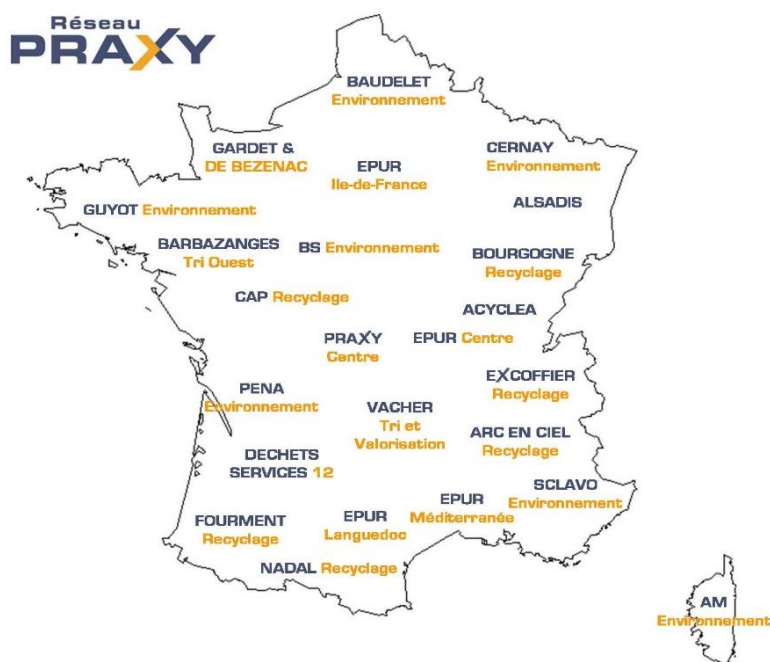 Réseau
PRAXY
BAUDELET
Environnement
GARDET &
DE BEZENAC
EPUR
Ile-de-France
CERNAY
Environnement
ALSADIS
GUYOT Environnement
BARBAZANGES
Tri Ouest
BS Environnement
BOURGOGNE
Recyclage
CAP Recyclage
ACYCLEA
PRAXY
Centre
EPUR Centre
EXCOFFIER
Recyclage
PENA
Environnement
VACHER
Tri et
Valorisation
ARC EN CIEL
Recyclage
DECHETS
SERVICES 12
SCLAVO
Environnement
EPUR
Méditerranée
FOURMENT
Recyclage
EPUR
Languedoc
NADAL Recyclage
AM
Environnement